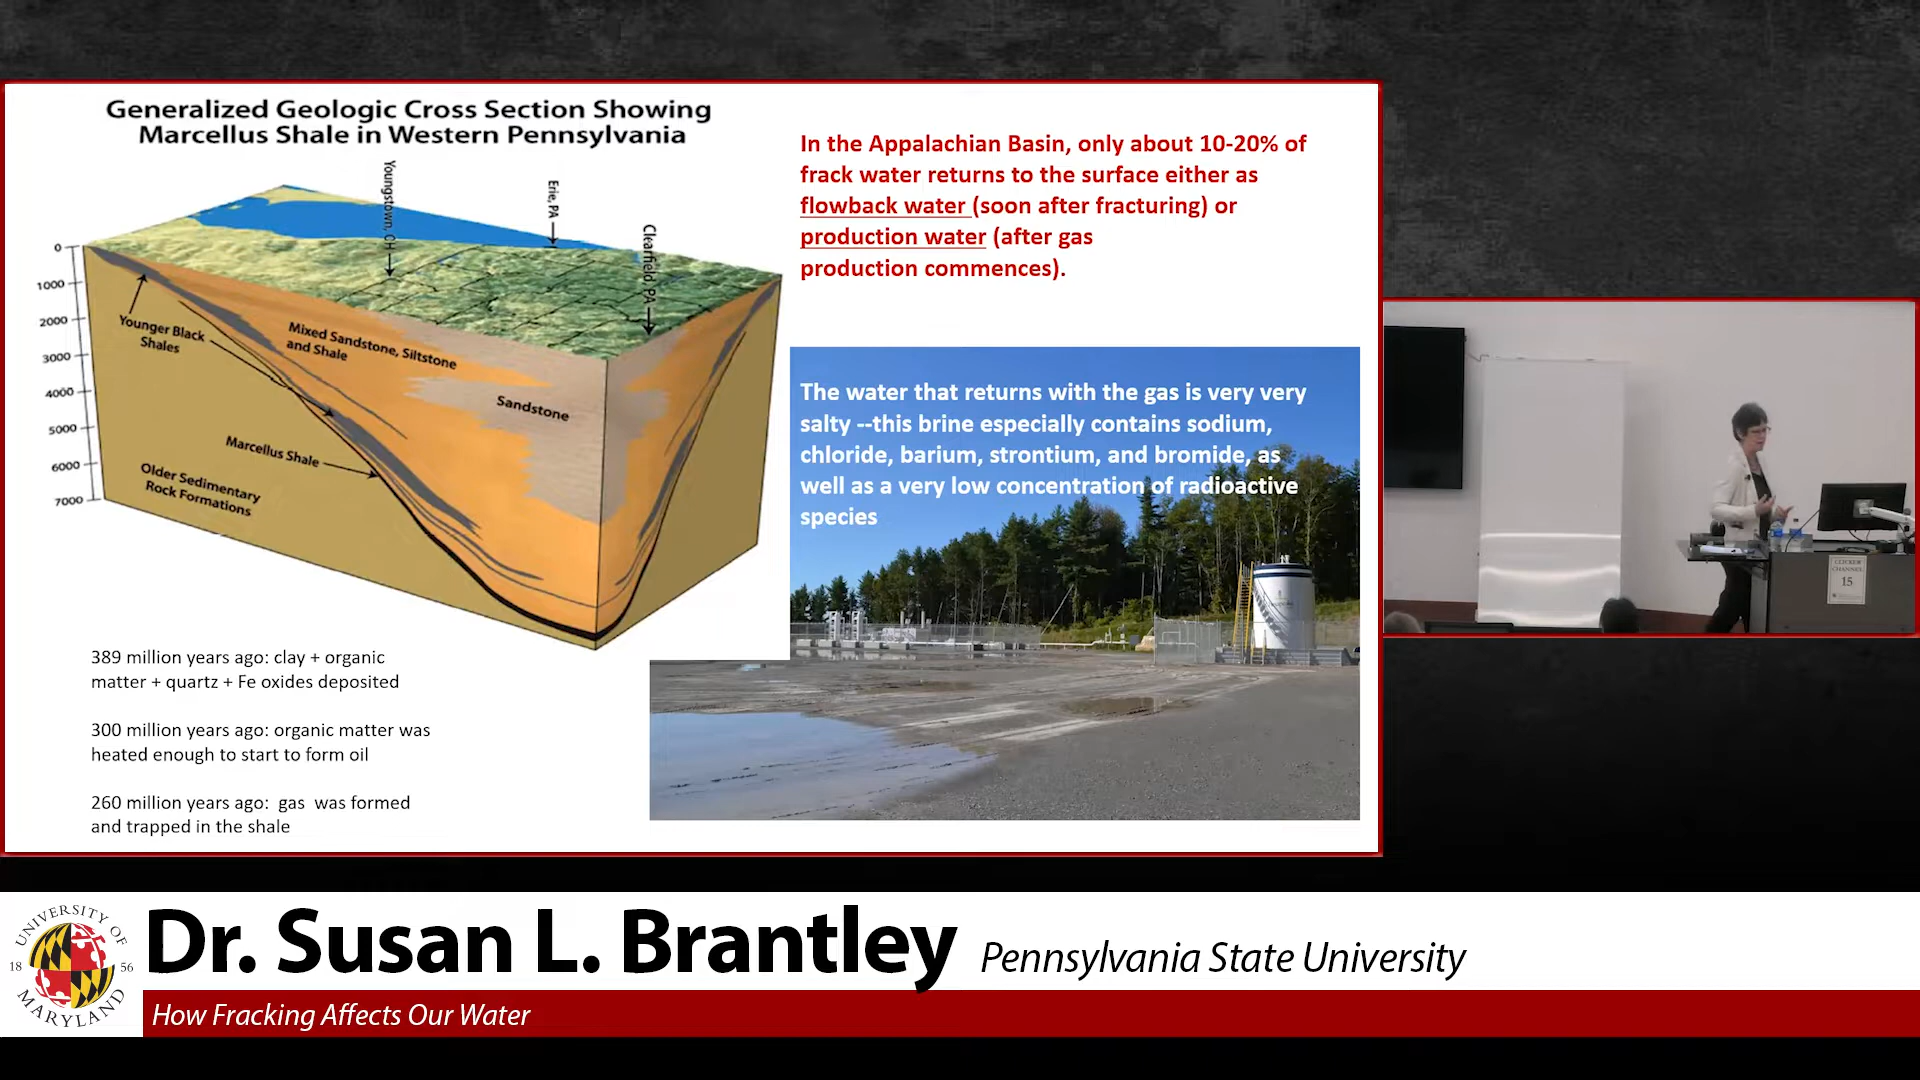 Generalized Geologic Cross Section Showing
Marcellus Shale in Western Pennsylvania
Youngstown, OH
Erie, PA
Clearfield, PA
0
1000
2000
3000
4000
5000
6000
7000
Younger Black
Shales
Mixed Sandstone, Siltstone
and Shale
Sandstone
Marcellus Shale
Older Sedimentary
Rock Formations
389 million years ago: clay + organic
matter + quartz + Fe oxides deposited
300 million years ago: organic matter was
heated enough to start to form oil
260 million years ago: gas was formed
and trapped in the shale
In the Appalachian Basin, only about 10-20% of
frack water returns to the surface either as
flowback water (soon after fracturing) or
production water (after gas
production commences).
The water that returns with the gas is very very
salty --this brine especially contains sodium,
chloride, barium, strontium, and bromide, as
well as a very low concentration of radioactive
species
CLICKER
CHANNEL
15
UNIVERSITY OF
18 56
MARYLAND
Dr. Susan L. Brantley Pennsylvania State University
How Fracking Affects Our Water